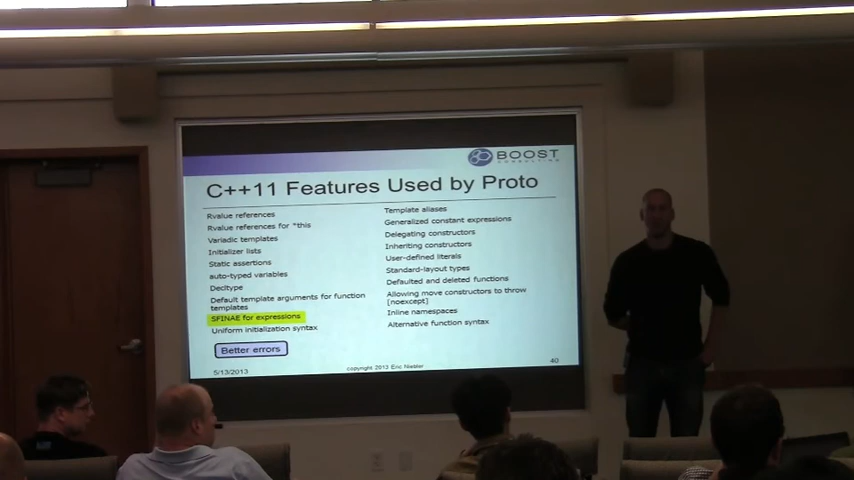 BOOST
CONSULTING
C++11 Features Used by Proto
Rvalue references
Rvalue references for *this
Variadic templates
Initializer lists
Static assertions
auto-typed variables
Decltype
Default template arguments for function
templates
SFINAE for expressions
Uniform initialization syntax
Template aliases
Generalized constant expressions
Delegating constructors
Inheriting constructors
User-defined literals
Standard-layout types
Defaulted and deleted functions
Allowing move constructors to throw
[noexcept]
Inline namespaces
Alternative function syntax
Better errors
5/13/2013
copyright 2013 Eric Niebler
40